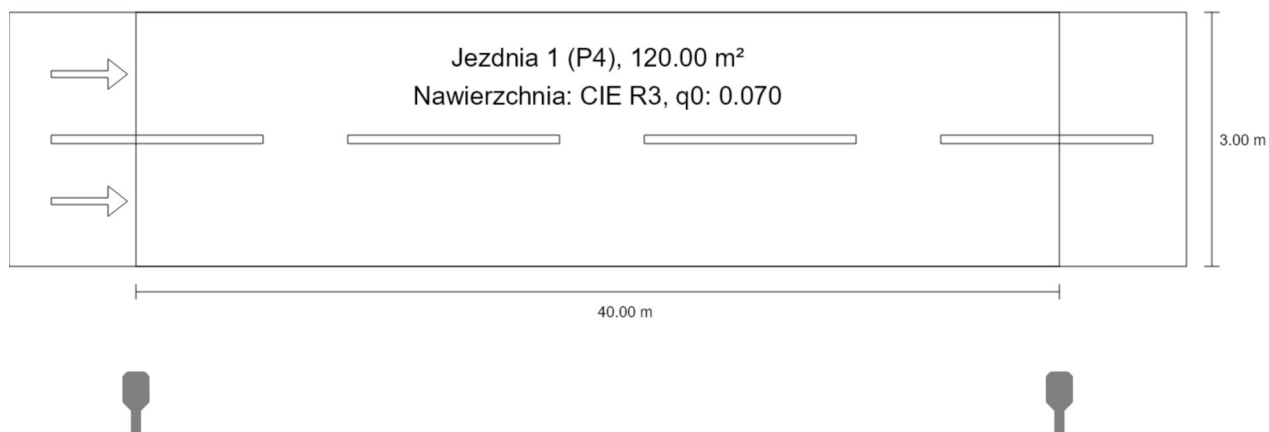 Jezdnia 1 (P4), 120.00 m²
Nawierzchnia: CIE R3, q0: 0.070
3.00 m
40.00 m